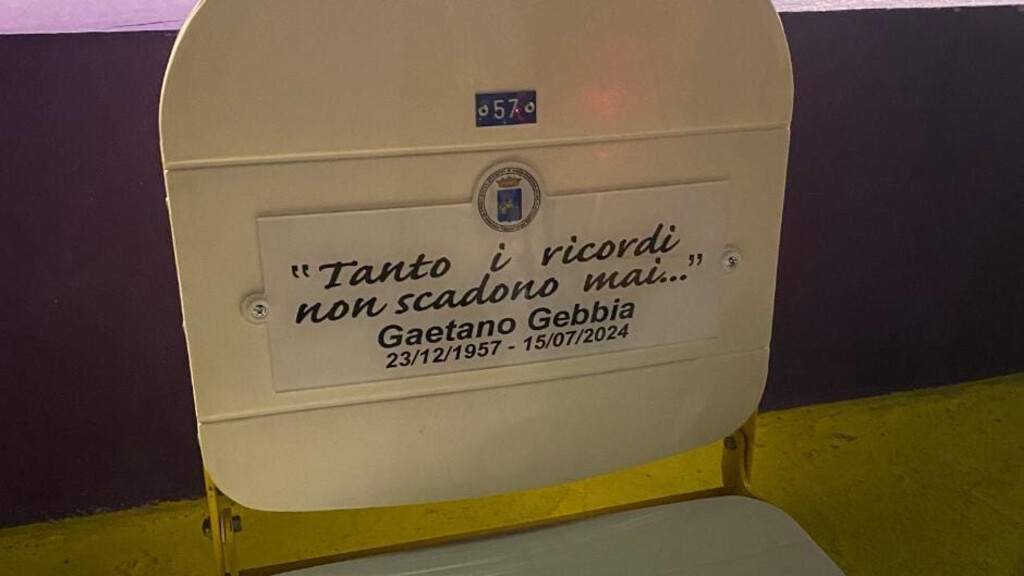 57
"Tanto i ricordi
non scadono mai..."
Gaetano Gebbia
23/12/1957 - 15/07/2024